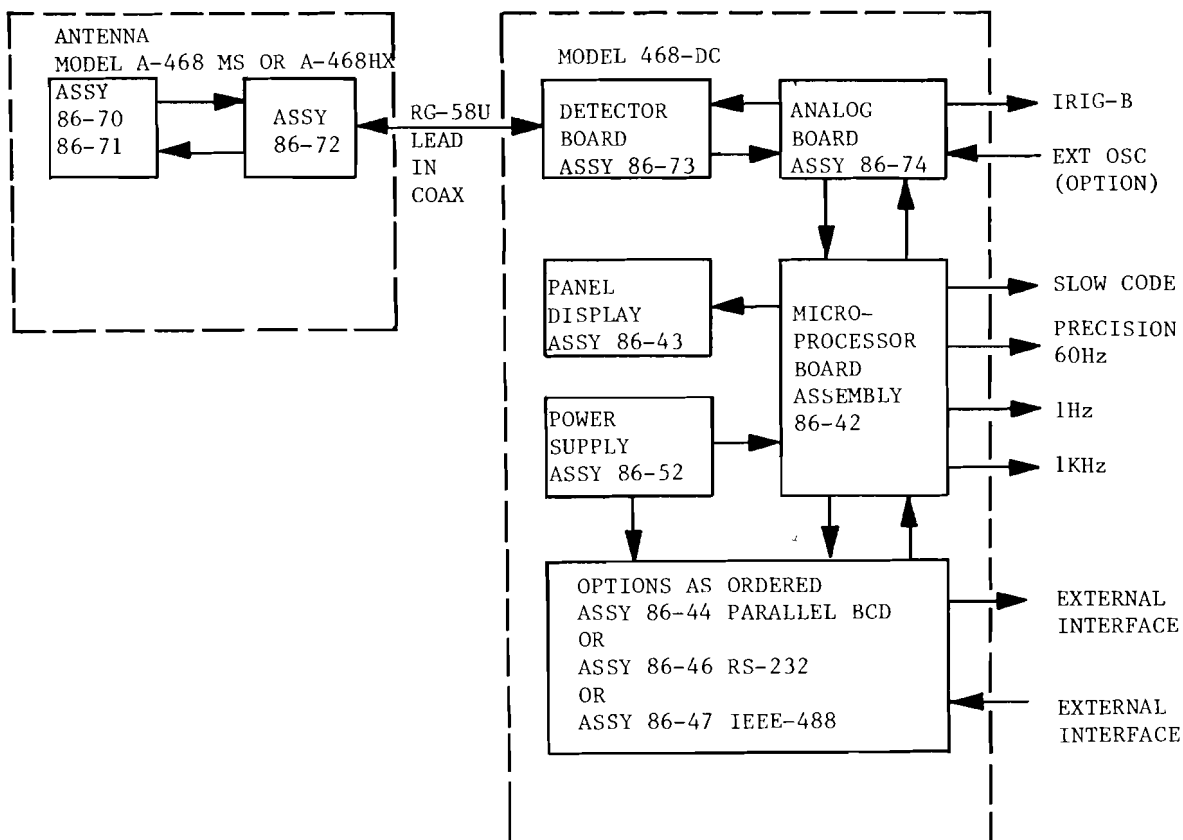 ANTENNA
MODEL A-468 MS OR A-468HX
ASSY
86-70
86-71
ASSY
86-72
RG-58U
LEAD
IN
COAX
MODEL 468-DC
DETECTOR
BOARD
ASSY 86-73
ANALOG
BOARD
ASSY 86-74
IRIG-B
EXT OSC
(OPTION)
PANEL
DISPLAY
ASSY 86-43
MICRO-
PROCESSOR
BOARD
ASSEMBLY
86-42
SLOW CODE
PRECISION
60Hz
1Hz
1KHz
POWER
SUPPLY
ASSY 86-52
OPTIONS AS ORDERED
ASSY 86-44 PARALLEL BCD
OR
ASSY 86-46 RS-232
OR
ASSY 86-47 IEEE-488
EXTERNAL
INTERFACE
EXTERNAL
INTERFACE